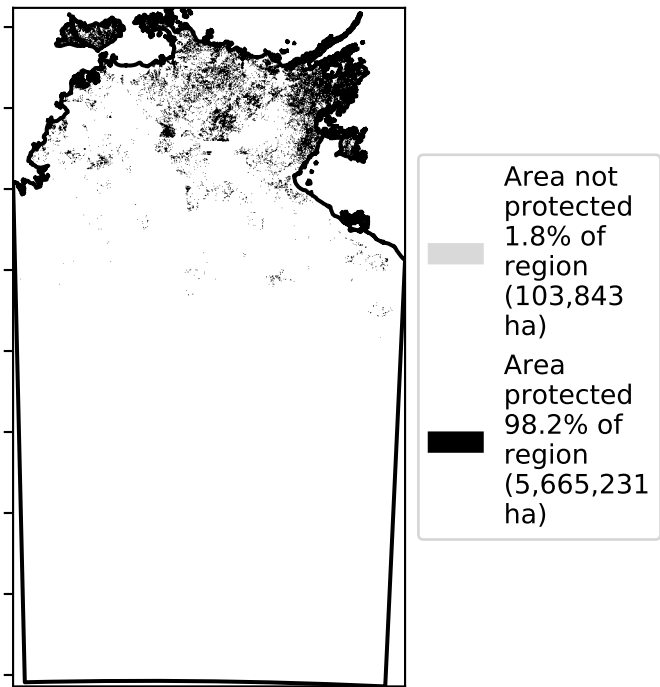 Area not
protected
1.8% of
region
(103,843
ha)
Area
protected
98.2% of
region
(5,665,231
ha)